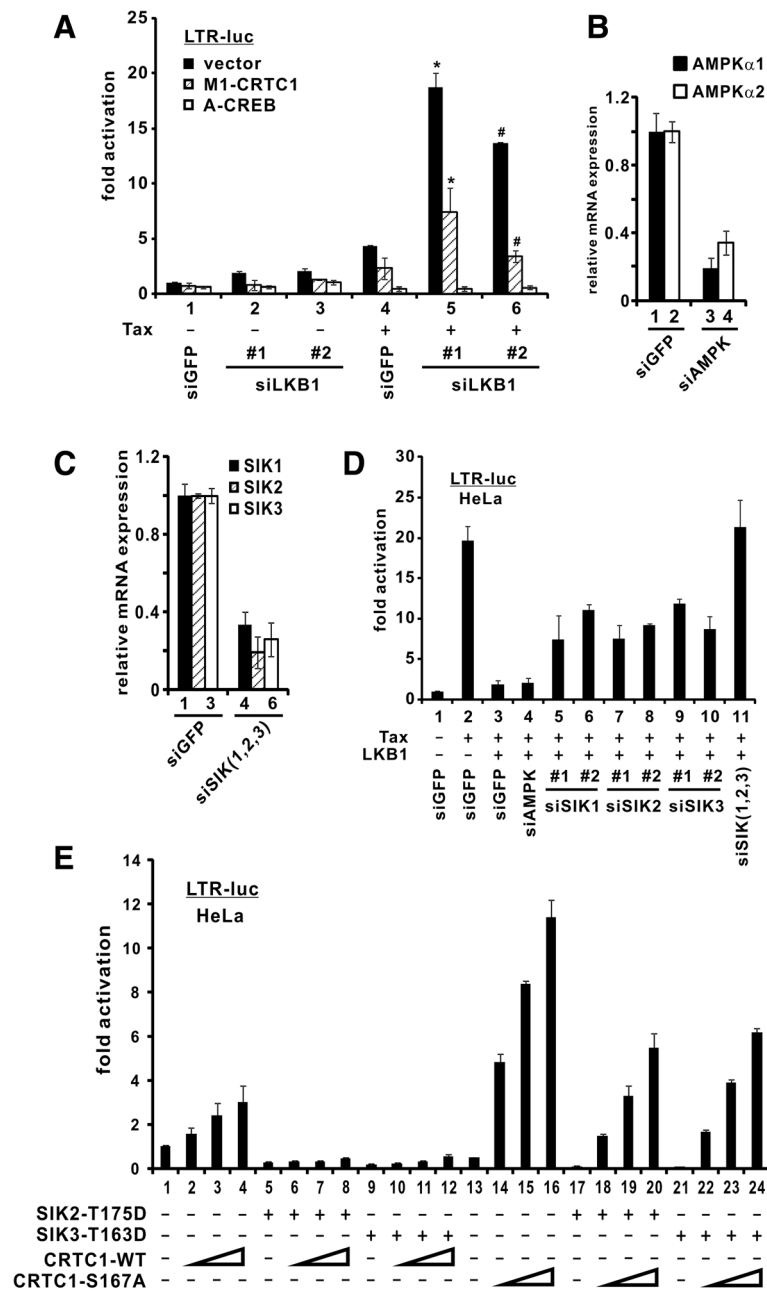 A
LTR-luc
vector
M1-CRTC1
A-CREB
fold activation
25
20
15
10
5
0
* * # #
1 2 3 4 5 6
Tax – – – + + +
siGFP #1 #2 siGFP #1 #2
siLKB1 siLKB1
B
AMPKα1
AMPKα2
relative mRNA expression
1.2
0.8
0.4
0
1 2 3 4
siGFP siAMPK
C
SIK1
SIK2
SIK3
relative mRNA expression
1.2
0.8
0.4
0
1 3 4 6
siGFP siSIK(1,2,3)
D
LTR-luc
HeLa
fold activation
30
25
20
15
10
5
0
1 2 3 4 5 6 7 8 9 10 11
Tax – + + + + + + + + + +
LKB1 – – + + + + + + + + +
siGFP siGFP siGFP siAMPK #1 #2 #1 #2 #1 #2 siSIK(1,2,3)
siSIK1 siSIK2 siSIK3
E
LTR-luc
HeLa
fold activation
14
12
10
8
6
4
2
0
1 2 3 4 5 6 7 8 9 10 11 12 13 14 15 16 17 18 19 20 21 22 23 24
SIK2-T175D – – – – + + + + – – – – – – – – + + + + – – – –
SIK3-T163D – – – – – – – – + + + + – – – – – – – – + + + +
CRTC1-WT – – – – – – – – – – – – – – –
CRTC1-S167A – – – – – – – – – – – – – – –